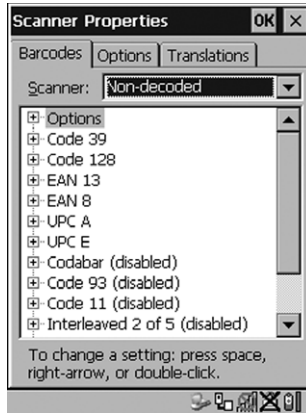 Scanner Properties OK ×
Barcodes Options Translations
Scanner: Non-decoded
Options
Code 39
Code 128
EAN 13
EAN 8
UPC A
UPC E
Codabar (disabled)
Code 93 (disabled)
Code 11 (disabled)
Interleaved 2 of 5 (disabled)
To change a setting: press space,
right-arrow, or double-click.